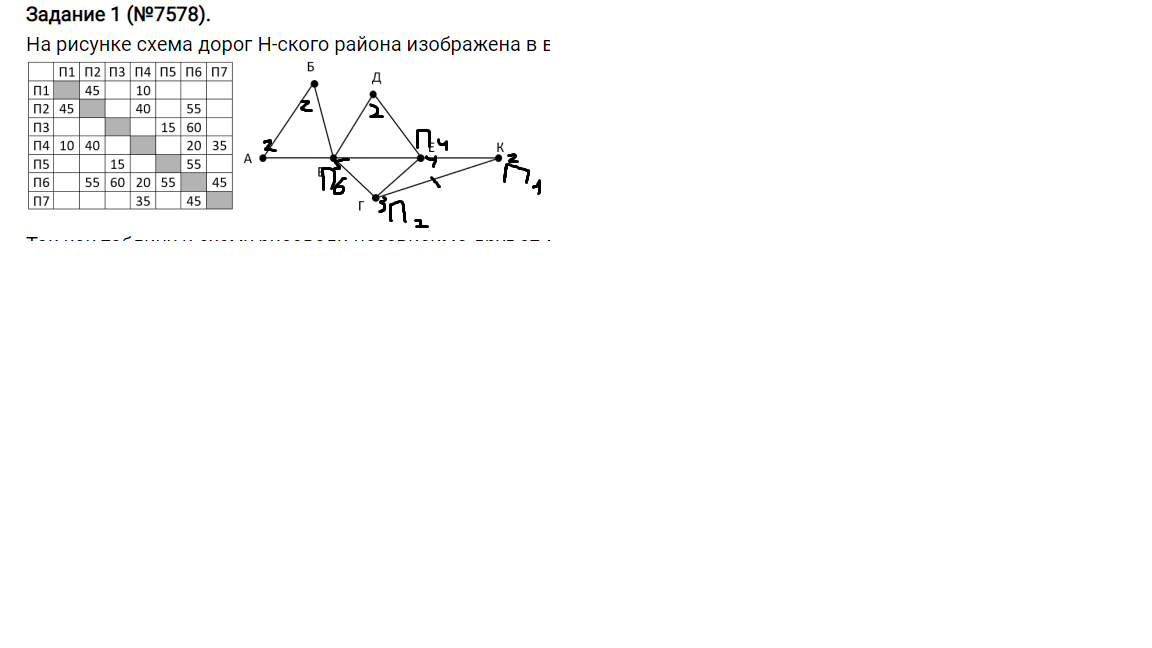 Задание 1 (№7578).
На рисунке схема дорог Н-ского района изображена в в
П1 П2 П3 П4 П5 П6 П7
П1 45 10
П2 45 40 55
П3 15 60
П4 10 40 20 35
П5 15 55
П6 55 60 20 55 45
П7 35 45
Б
2
Д
2
А
2
5
П6
П4
Е
4
К
2
П1
Г
3
П2